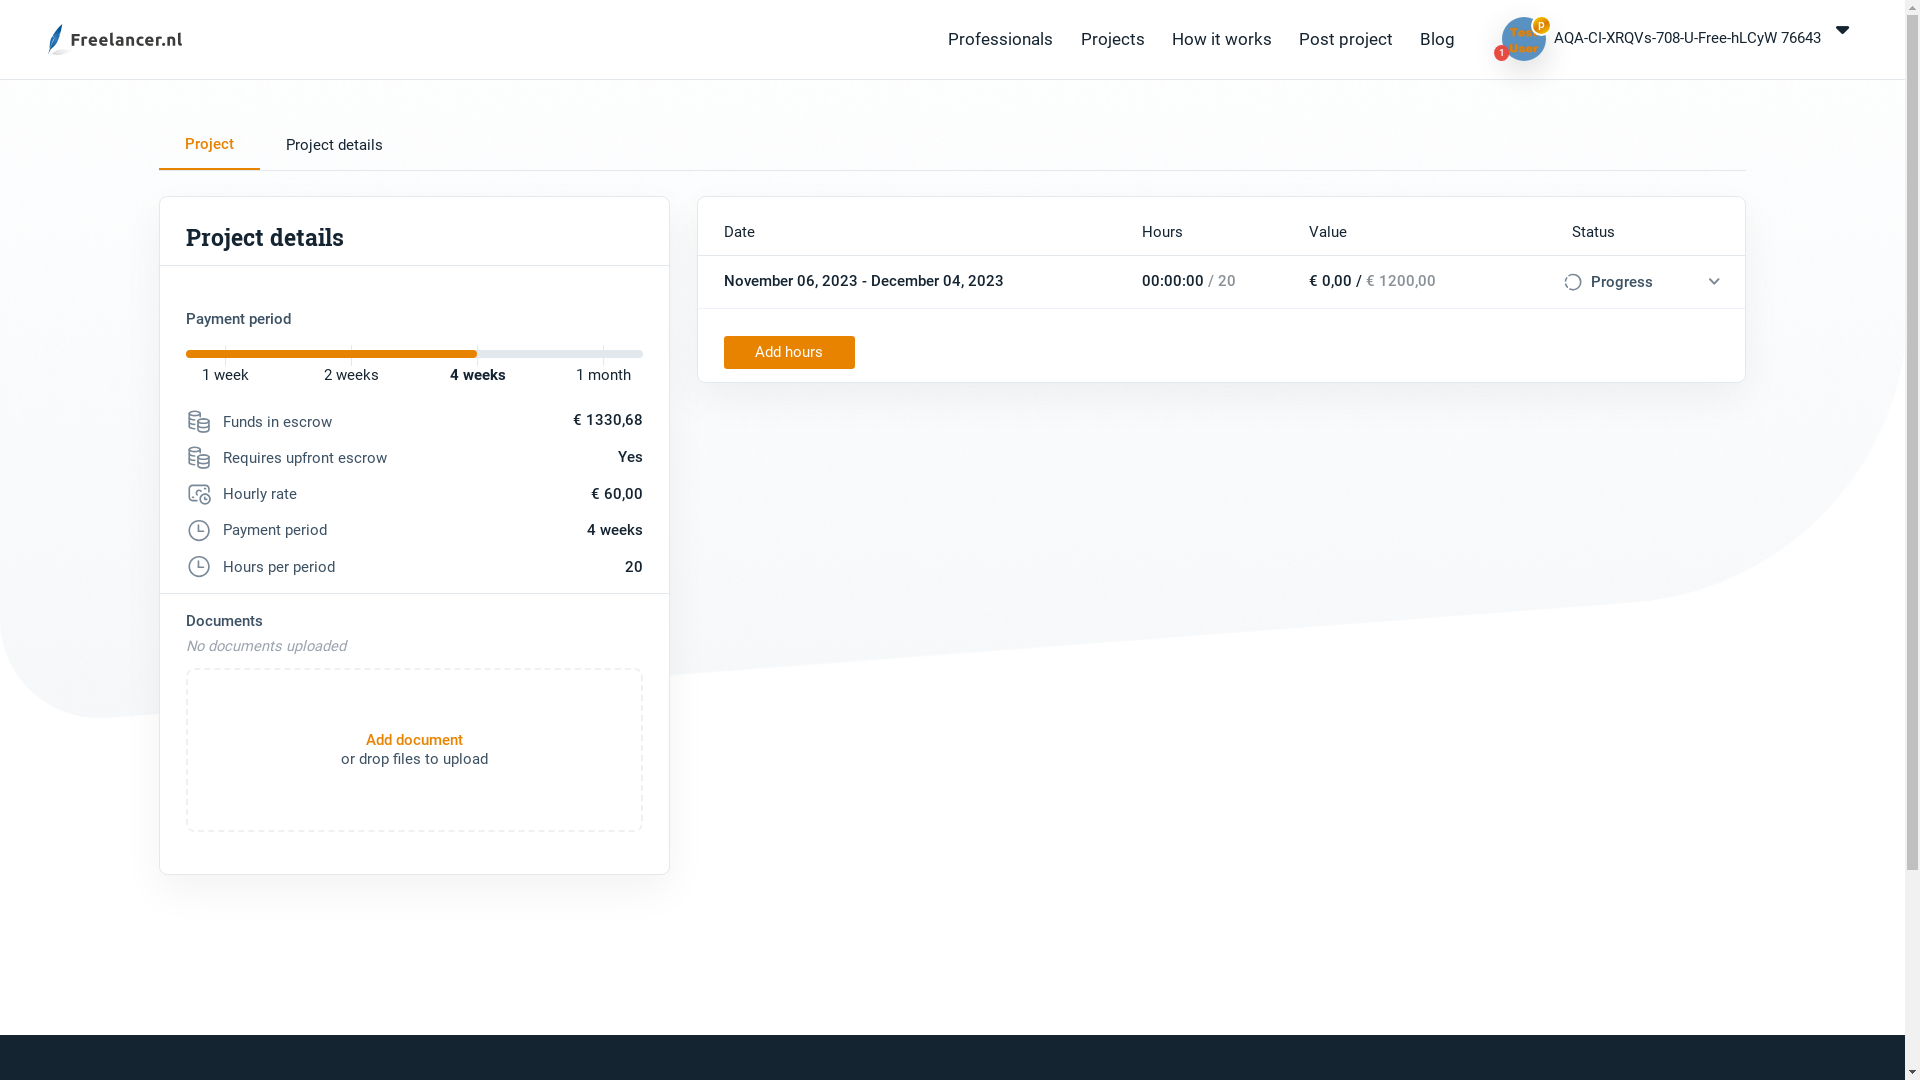 Freelancer.nl
Professionals
Projects
How it works
Post project
Blog
Test User
P
1
AQA-CI-XRQVs-708-U-Free-hLCyW 76643
Project
Project details
Project details
Payment period
1 week
2 weeks
4 weeks
1 month
Funds in escrow
€ 1330,68
Requires upfront escrow
Yes
Hourly rate
€ 60,00
Payment period
4 weeks
Hours per period
20
Documents
No documents uploaded
Add document
or drop files to upload
Date
Hours
Value
Status
November 06, 2023 - December 04, 2023
00:00:00 / 20
€ 0,00 / € 1200,00
Progress
Add hours